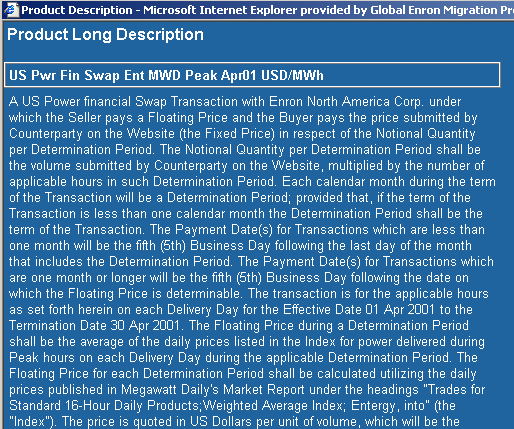 Product Description - Microsoft Internet Explorer provided by Global Enron Migration Pr
Product Long Description
US Pwr Fin Swap Ent MWD Peak Apr01 USD/MWh
A US Power financial Swap Transaction with Enron North America Corp. under
which the Seller pays a Floating Price and the Buyer pays the price submitted by
Counterparty on the Website (the Fixed Price) in respect of the Notional Quantity
per Determination Period. The Notional Quantity per Determination Period shall be
the volume submitted by Counterparty on the Website, multiplied by the number of
applicable hours in such Determination Period. Each calendar month during the term
of the Transaction will be a Determination Period; provided that, if the term of the
Transaction is less than one calendar month the Determination Period shall be the
term of the Transaction. The Payment Date(s) for Transactions which are less than
one month will be the fifth (5th) Business Day following the last day of the month
that includes the Determination Period. The Payment Date(s) for Transactions which
are one month or longer will be the fifth (5th) Business Day following the date on
which the Floating Price is determinable. The transaction is for the applicable hours
as set forth herein on each Delivery Day for the Effective Date 01 Apr 2001 to the
Termination Date 30 Apr 2001. The Floating Price during a Determination Period
shall be the average of the daily prices listed in the Index for power delivered during
Peak hours on each Delivery Day during the applicable Determination Period. The
Floating Price for each Determination Period shall be calculated utilizing the daily
prices published in Megawatt Daily's Market Report under the headings "Trades for
Standard 16-Hour Daily Products;Weighted Average Index; Entergy, into" (the
"Index"). The price is quoted in US Dollars per unit of volume, which will be the